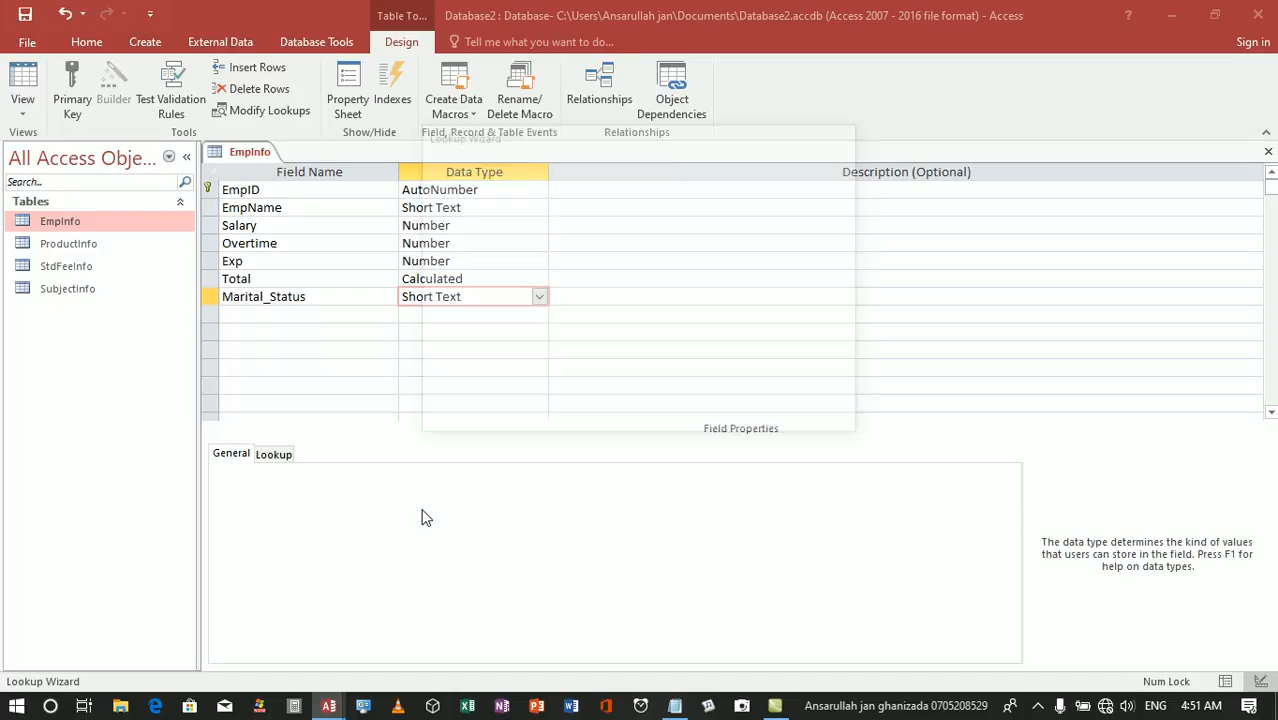 Table To...
Database2 : Database- C:\Users\Ansarullah jan\Documents\Database2.accdb (Access 2007 - 2016 file format) - Access
File
Home
Create
External Data
Database Tools
Design
Tell me what you want to do...
Sign in
View
Primary Key
Builder
Test Validation Rules
Insert Rows
Delete Rows
Modify Lookups
Property Sheet
Indexes
Create Data Macros
Rename/ Delete Macro
Relationships
Object Dependencies
Views
Tools
Show/Hide
Field, Record & Table Events
Relationships
Lookup Wizard
All Access Obje...
Search...
Tables
EmpInfo
ProductInfo
StdFeeInfo
SubjectInfo
EmpInfo
Field Name Data Type Description (Optional)
EmpID AutoNumber
EmpName Short Text
Salary Number
Overtime Number
Exp Number
Total Calculated
Marital_Status Short Text
Field Properties
General Lookup
The data type determines the kind of values
that users can store in the field. Press F1 for
help on data types.
Lookup Wizard
Num Lock
Ansarullah jan ghanizada 0705208529
ENG
4:51 AM